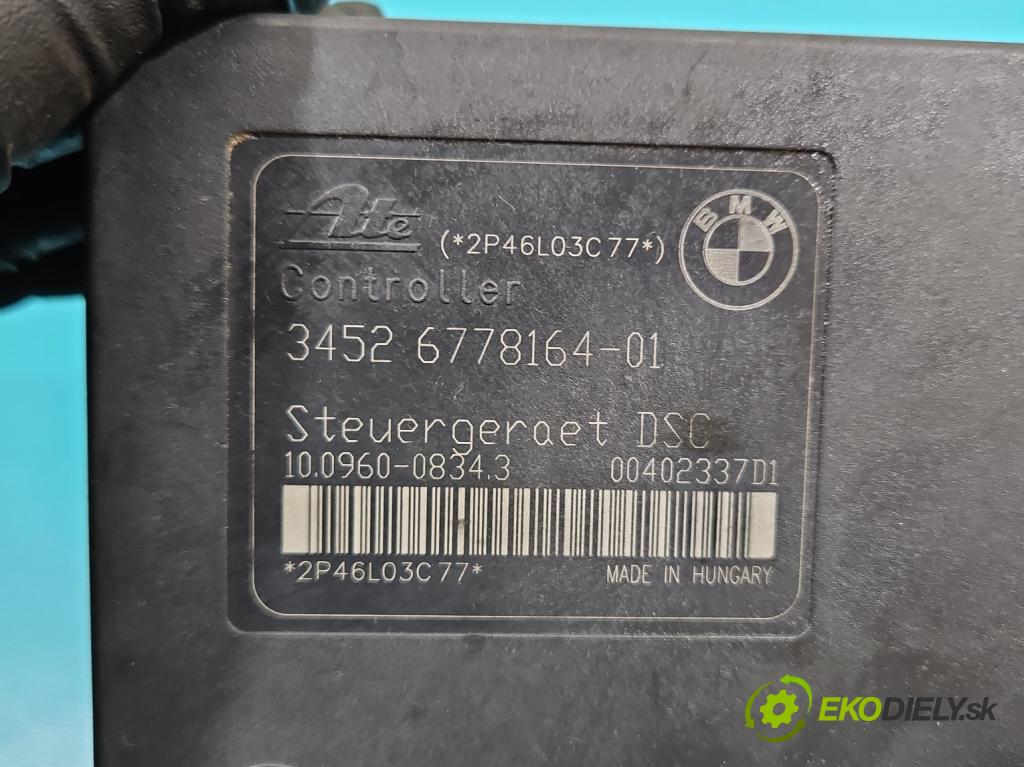 Ate
(*2P46L03C77*)
BMW
Controller
3452 6778164-01
Steuergeraet DSC
10.0960-0834.3 00402337D1
*2P46L03C77* MADE IN HUNGARY
EKODIELY.sk